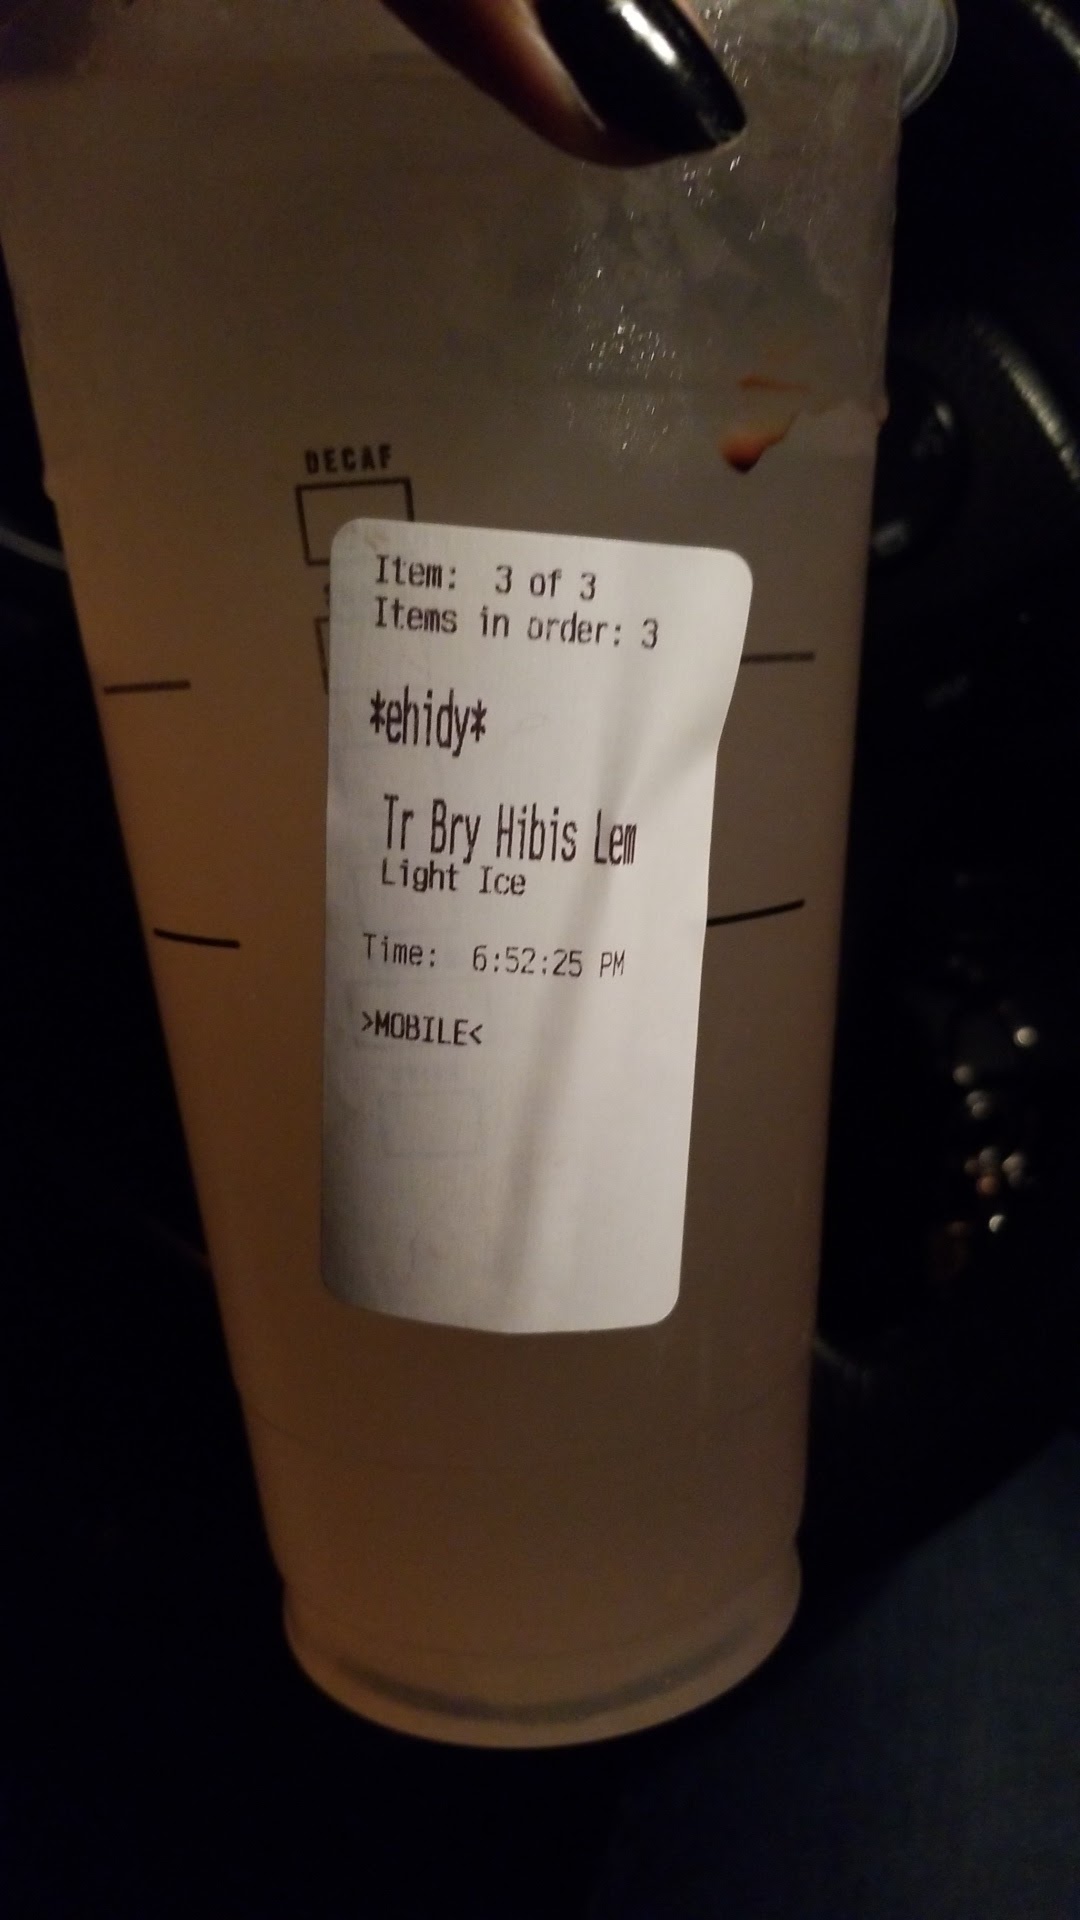 DECAF
Item: 3 of 3
Items in order: 3
*ehidy*
Tr Bry Hibis Lem
Light Ice
Time: 6:52:25 PM
>MOBILE<